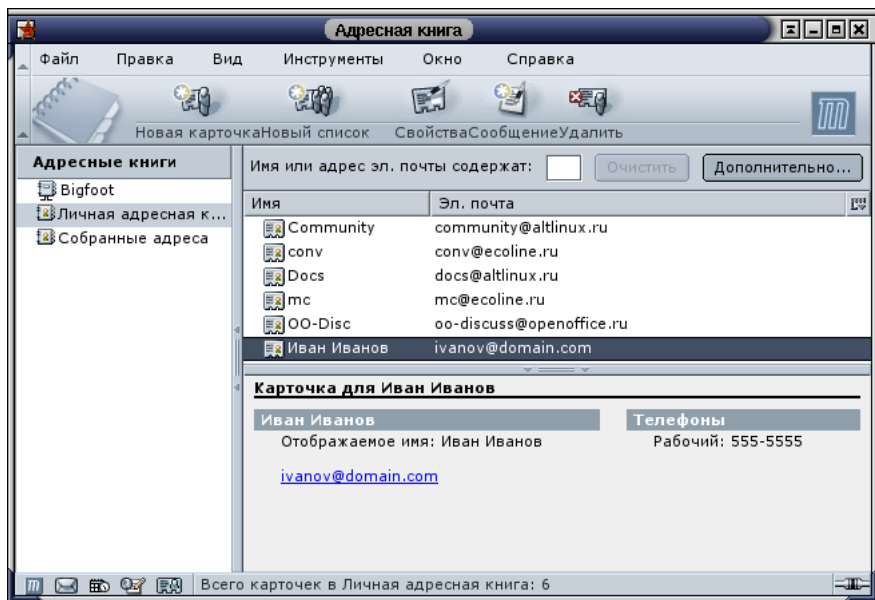 Адресная книга
Файл Правка Вид Инструменты Окно Справка
Новая карточка Новый список Свойства Сообщение Удалить
Адресные книги
Bigfoot
Личная адресная к...
Собранные адреса
Имя или адрес эл. почты содержат: Очистить Дополнительно...
Имя Эл. почта
Community community@altlinux.ru
conv conv@ecoline.ru
Docs docs@altlinux.ru
mc mc@ecoline.ru
OO-Disc oo-discuss@openoffice.ru
Иван Иванов ivanov@domain.com
Карточка для Иван Иванов
Иван Иванов Телефоны
Отображаемое имя: Иван Иванов Рабочий: 555-5555
ivanov@domain.com
Всего карточек в Личная адресная книга: 6